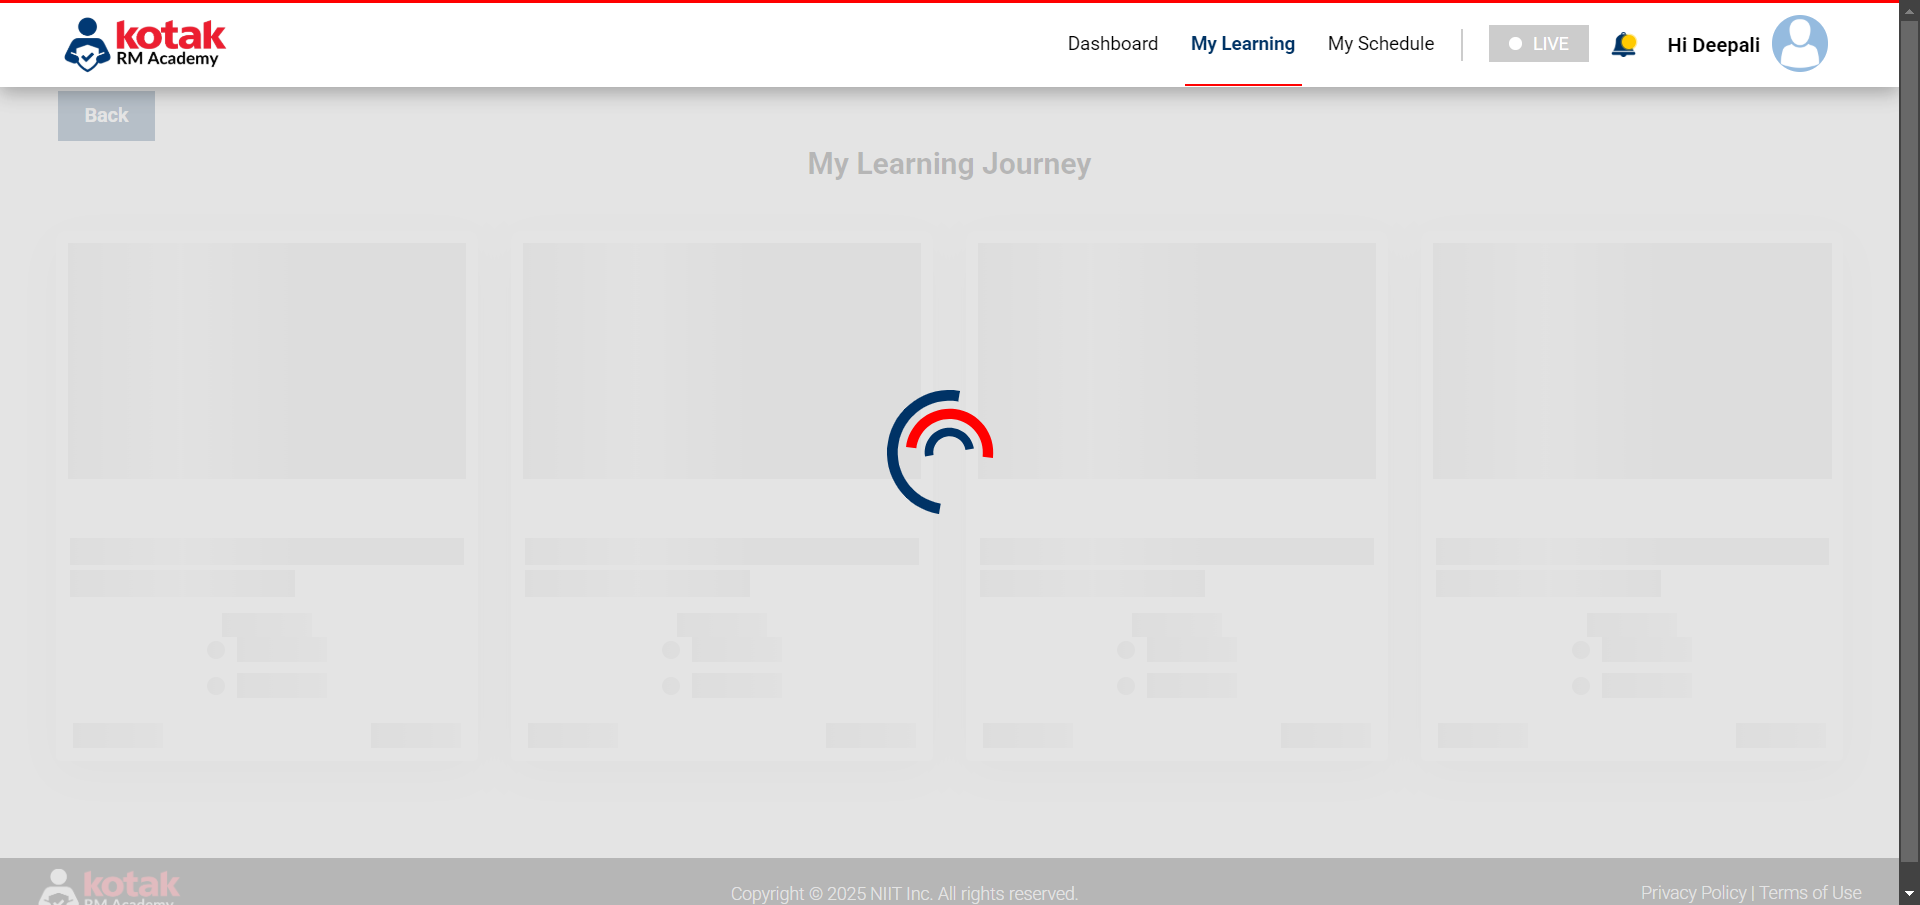 kotak
RM Academy
Dashboard
My Learning
My Schedule
LIVE
Hi Deepali
Back
My Learning Journey
kotak
RM Academy
Copyright © 2025 NIIT Inc. All rights reserved.
Privacy Policy | Terms of Use